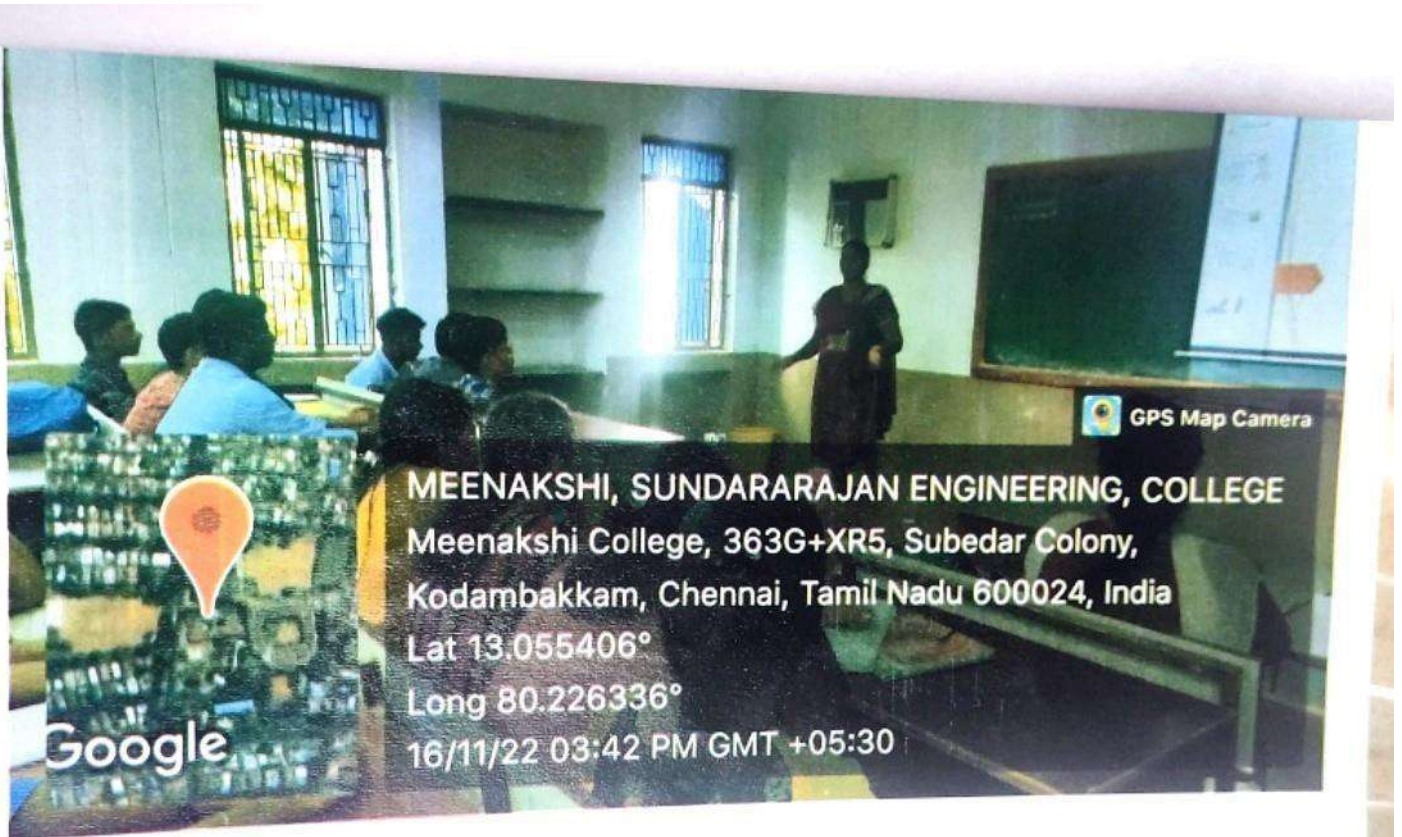 GPS Map Camera
MEENAKSHI, SUNDARARAJAN ENGINEERING, COLLEGE
Meenakshi College, 363G+XR5, Subedar Colony,
Kodambakkam, Chennai, Tamil Nadu 600024, India
Lat 13.055406°
Long 80.226336°
16/11/22 03:42 PM GMT +05:30
Google